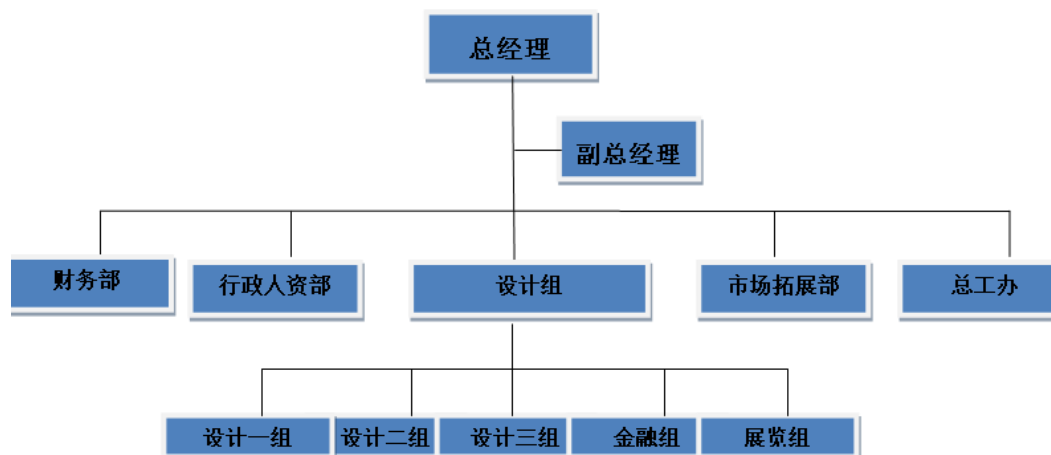 总经理
副总经理
财务部
行政人资部
设计组
市场拓展部
总工办
设计一组
设计二组
设计三组
金融组
展览组